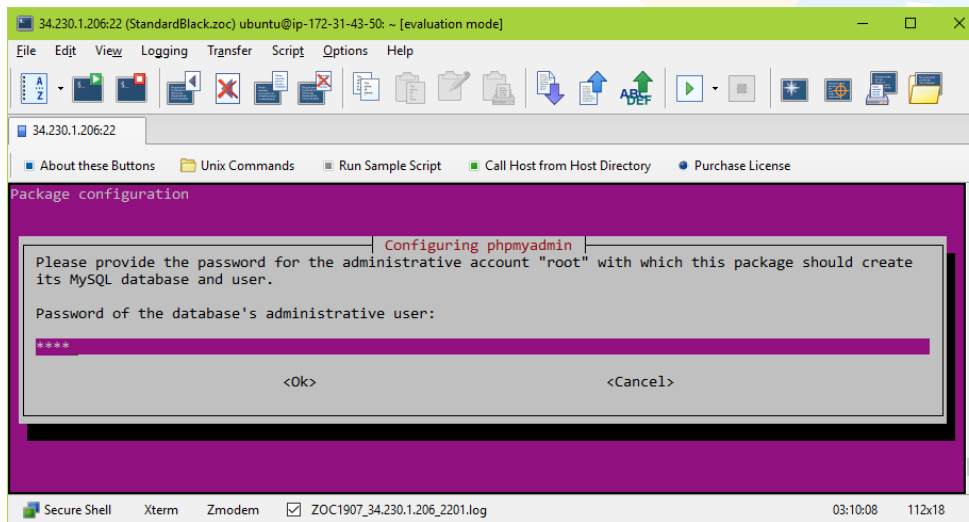 34.230.1.206:22 (StandardBlack.zoc) ubuntu@ip-172-31-43-50: ~ [evaluation mode]
File Edit View Logging Transfer Script Options Help
A
Z
ABC
DEF
34.230.1.206:22
About these Buttons Unix Commands Run Sample Script Call Host from Host Directory Purchase License
Package configuration
Configuring phpmyadmin
Please provide the password for the administrative account "root" with which this package should create
its MySQL database and user.
Password of the database's administrative user:
****
<Ok> <Cancel>
Secure Shell Xterm Zmodem ZOC1907_34.230.1.206_2201.log 03:10:08 112x18